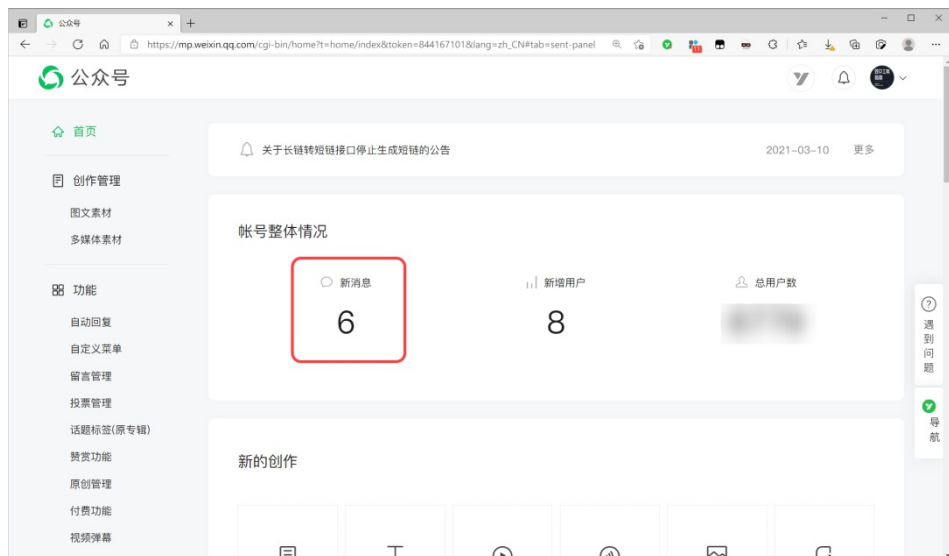 公众号
https://mp.weixin.qq.com/cgi-bin/home?t=home/index&token=844167101&lang=zh_CN#tab=sent-panel
公众号
首页
关于长链转短链接口停止生成短链的公告
2021-03-10
更多
创作管理
图文素材
多媒体素材
帐号整体情况
新消息
6
新增用户
8
总用户数
功能
自动回复
自定义菜单
留言管理
投票管理
话题标签(原专辑)
赞赏功能
原创管理
付费功能
视频弹幕
新的创作
遇到问题
导航